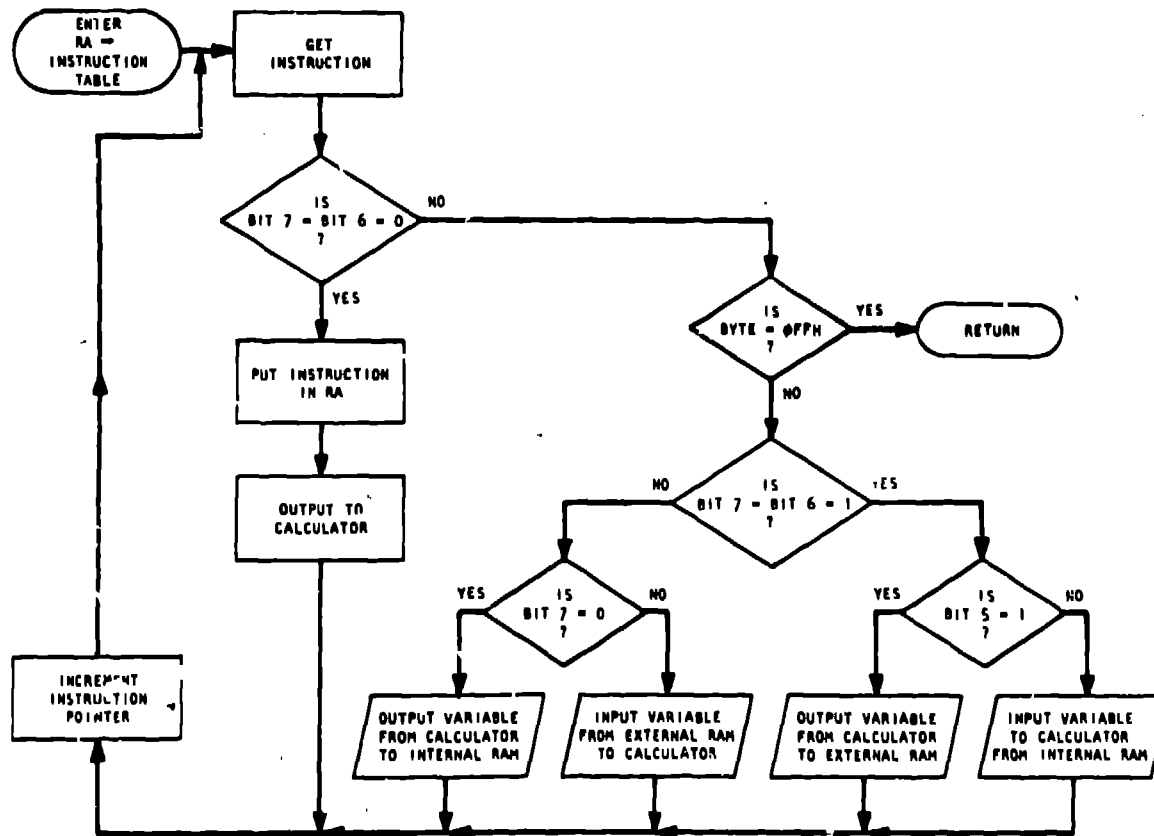 ENTER
RA =
INSTRUCTION
TABLE
GET
INSTRUCTION
IS
BIT 7 = BIT 6 = 0
?
NO
YES
IS
BYTE = ØFFH
?
YES
RETURN
NO
PUT INSTRUCTION
IN RA
OUTPUT TO
CALCULATOR
IS
BIT 7 = BIT 6 = 1
?
NO
YES
IS
BIT 7 = 0
?
YES
NO
IS
BIT 5 = 1
?
YES
NO
INCREMENT
INSTRUCTION
POINTER
OUTPUT VARIABLE
FROM CALCULATOR
TO INTERNAL RAM
INPUT VARIABLE
FROM EXTERNAL RAM
TO CALCULATOR
OUTPUT VARIABLE
FROM CALCULATOR
TO EXTERNAL RAM
INPUT VARIABLE
TO CALCULATOR
FROM INTERNAL RAM